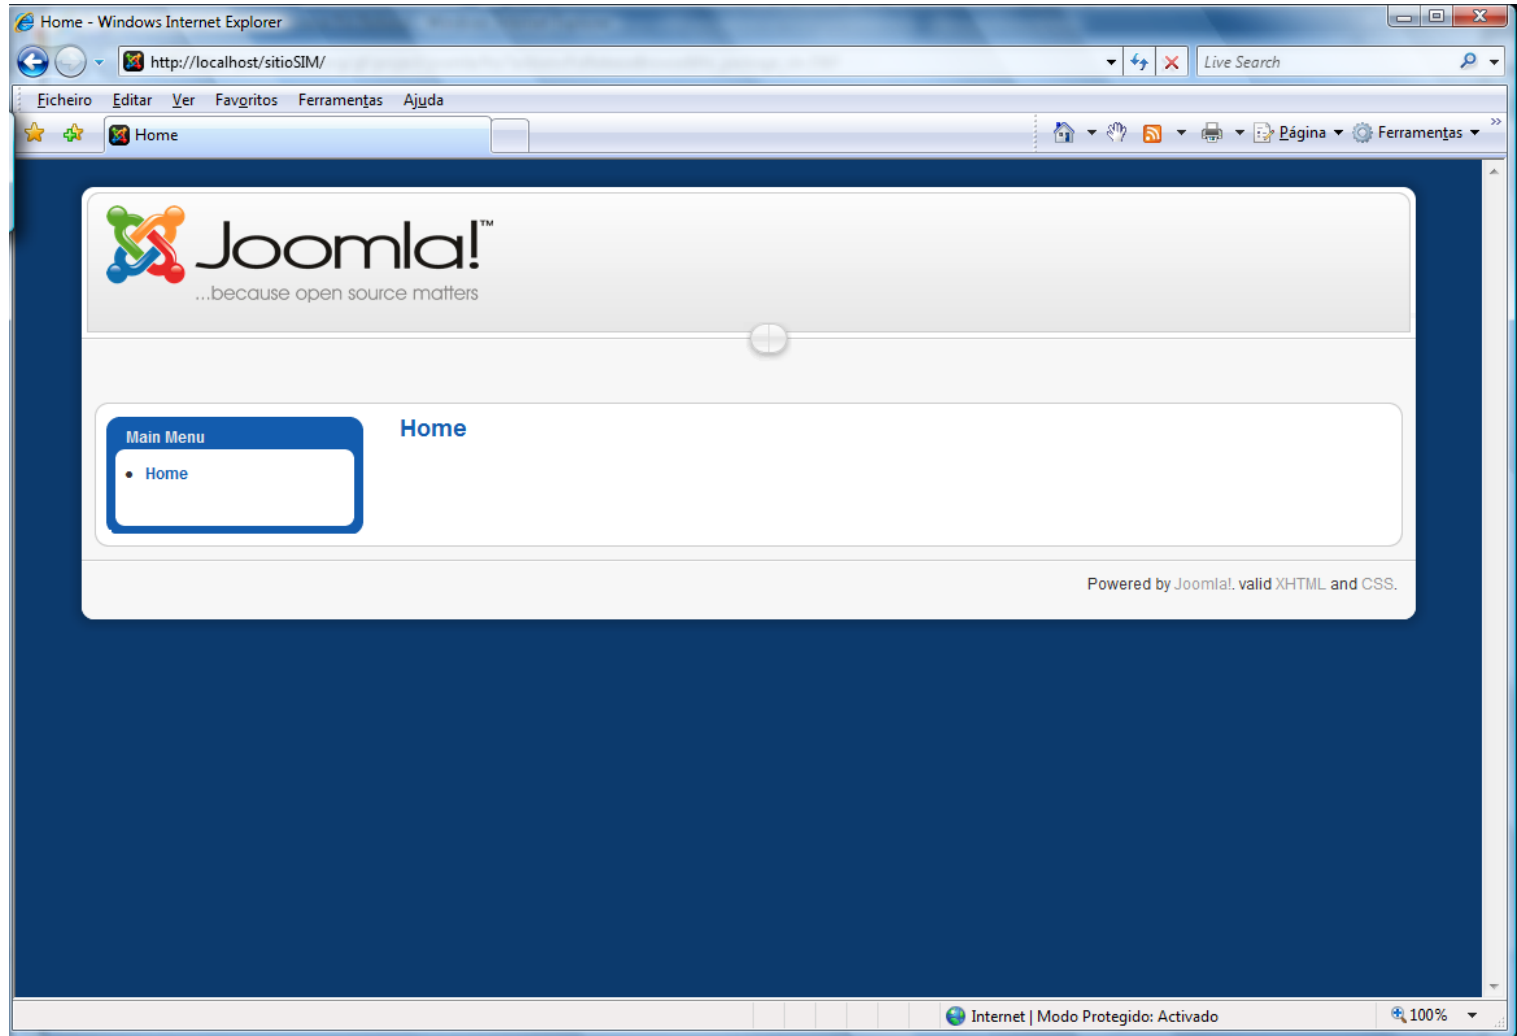 Home - Windows Internet Explorer
http://localhost/sitioSIM/
Live Search
Ficheiro Editar Ver Favoritos Ferramentas Ajuda
Home
Página Ferramentas
Joomla!™
...because open source matters
Main Menu
Home
Home
Powered by Joomla!. valid XHTML and CSS.
Internet | Modo Protegido: Activado
100%